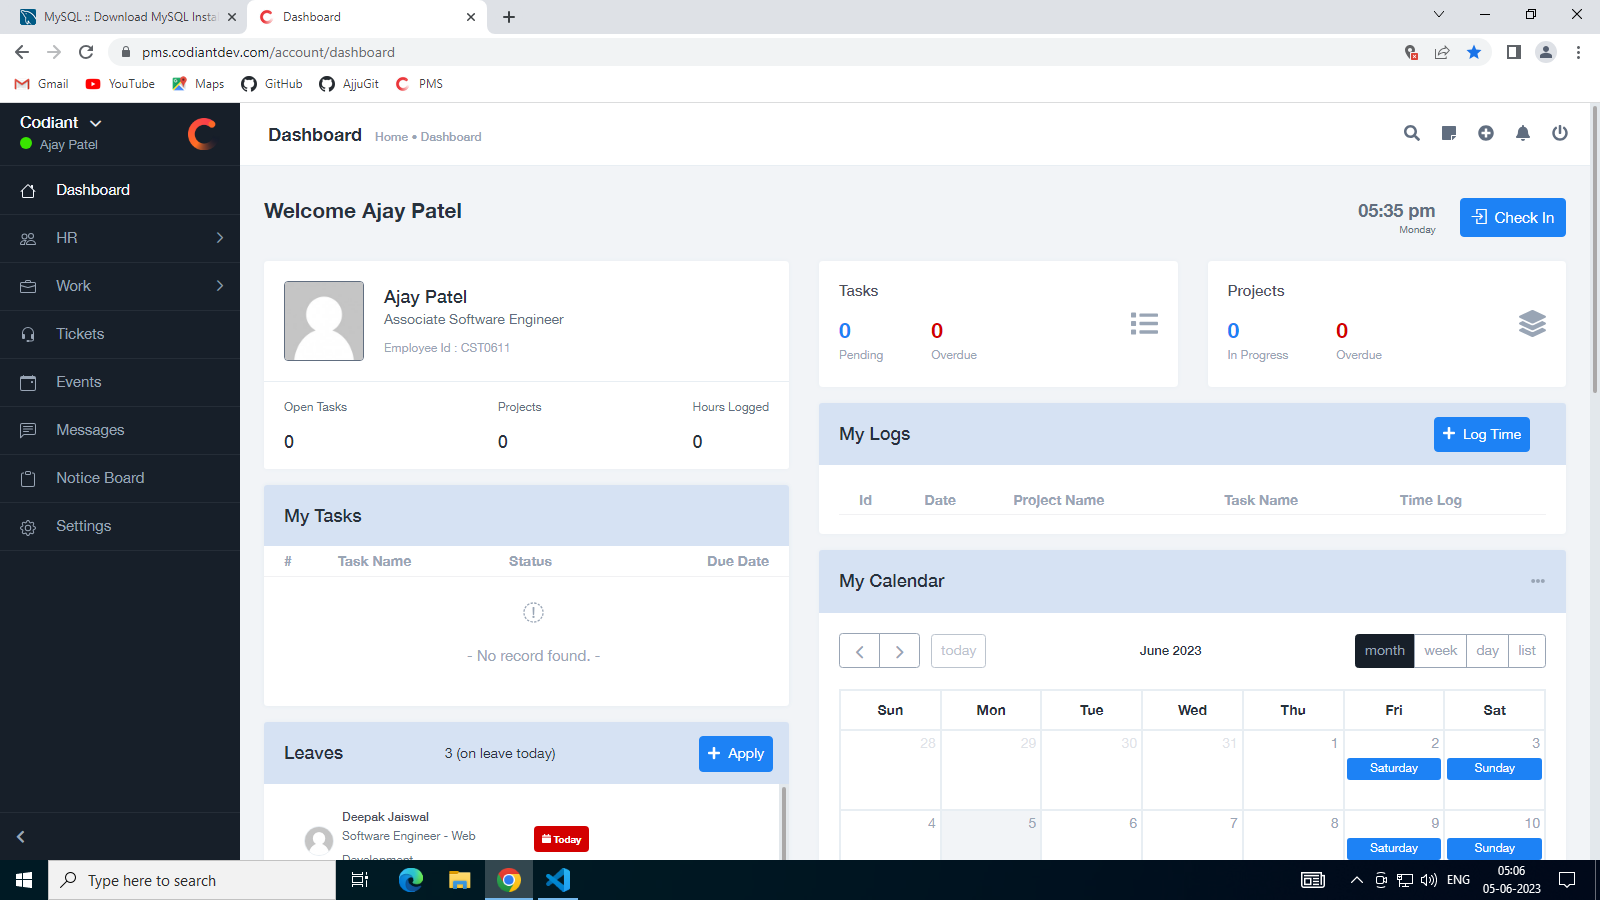 MySQL :: Download MySQL Insta
Dashboard
pms.codiantdev.com/account/dashboard
Gmail
YouTube
Maps
GitHub
AjjuGit
PMS
Codiant
Ajay Patel
Dashboard
HR
Work
Tickets
Events
Messages
Notice Board
Settings
Dashboard Home • Dashboard
Welcome Ajay Patel
05:35 pm
Monday
Check In
Ajay Patel
Associate Software Engineer
Employee Id : CST0611
Open Tasks Projects Hours Logged
0 0 0
Tasks
0 0
Pending Overdue
Projects
0 0
In Progress Overdue
My Tasks
# Task Name Status Due Date
- No record found. -
My Logs
Log Time
Id Date Project Name Task Name Time Log
Leaves 3 (on leave today) Apply
Deepak Jaiswal
Software Engineer - Web
Development
Today
My Calendar
today June 2023 month week day list
Sun Mon Tue Wed Thu Fri Sat
28 29 30 31 1 2 3
Saturday Sunday
4 5 6 7 8 9 10
Saturday Sunday
Type here to search
ENG
05:06
05-06-2023